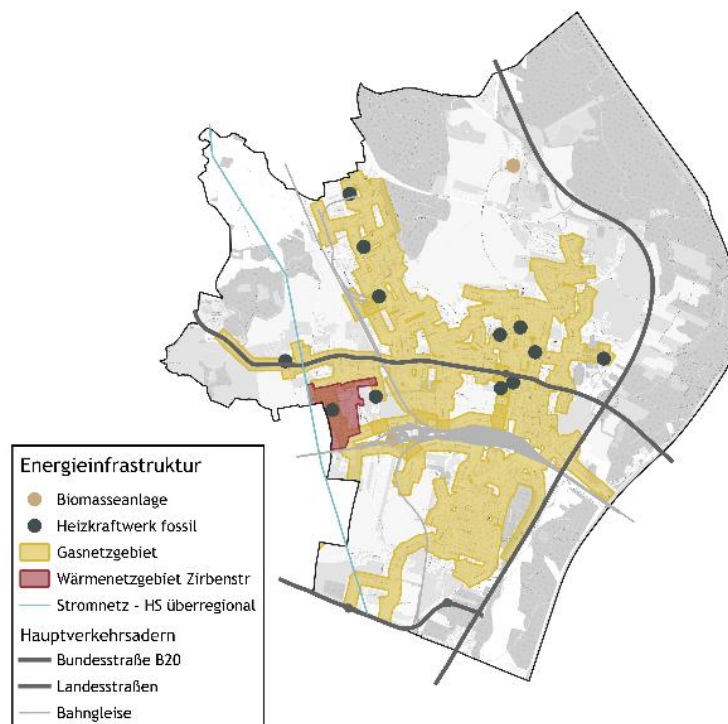 Energieinfrastruktur
Biomasseanlage
Heizkraftwerk fossil
Gasnetzgebiet
Wärmenetzgebiet Zirbenstr
Stromnetz - HS überregional
Hauptverkehrsadern
Bundesstraße B20
Landesstraßen
Bahngleise